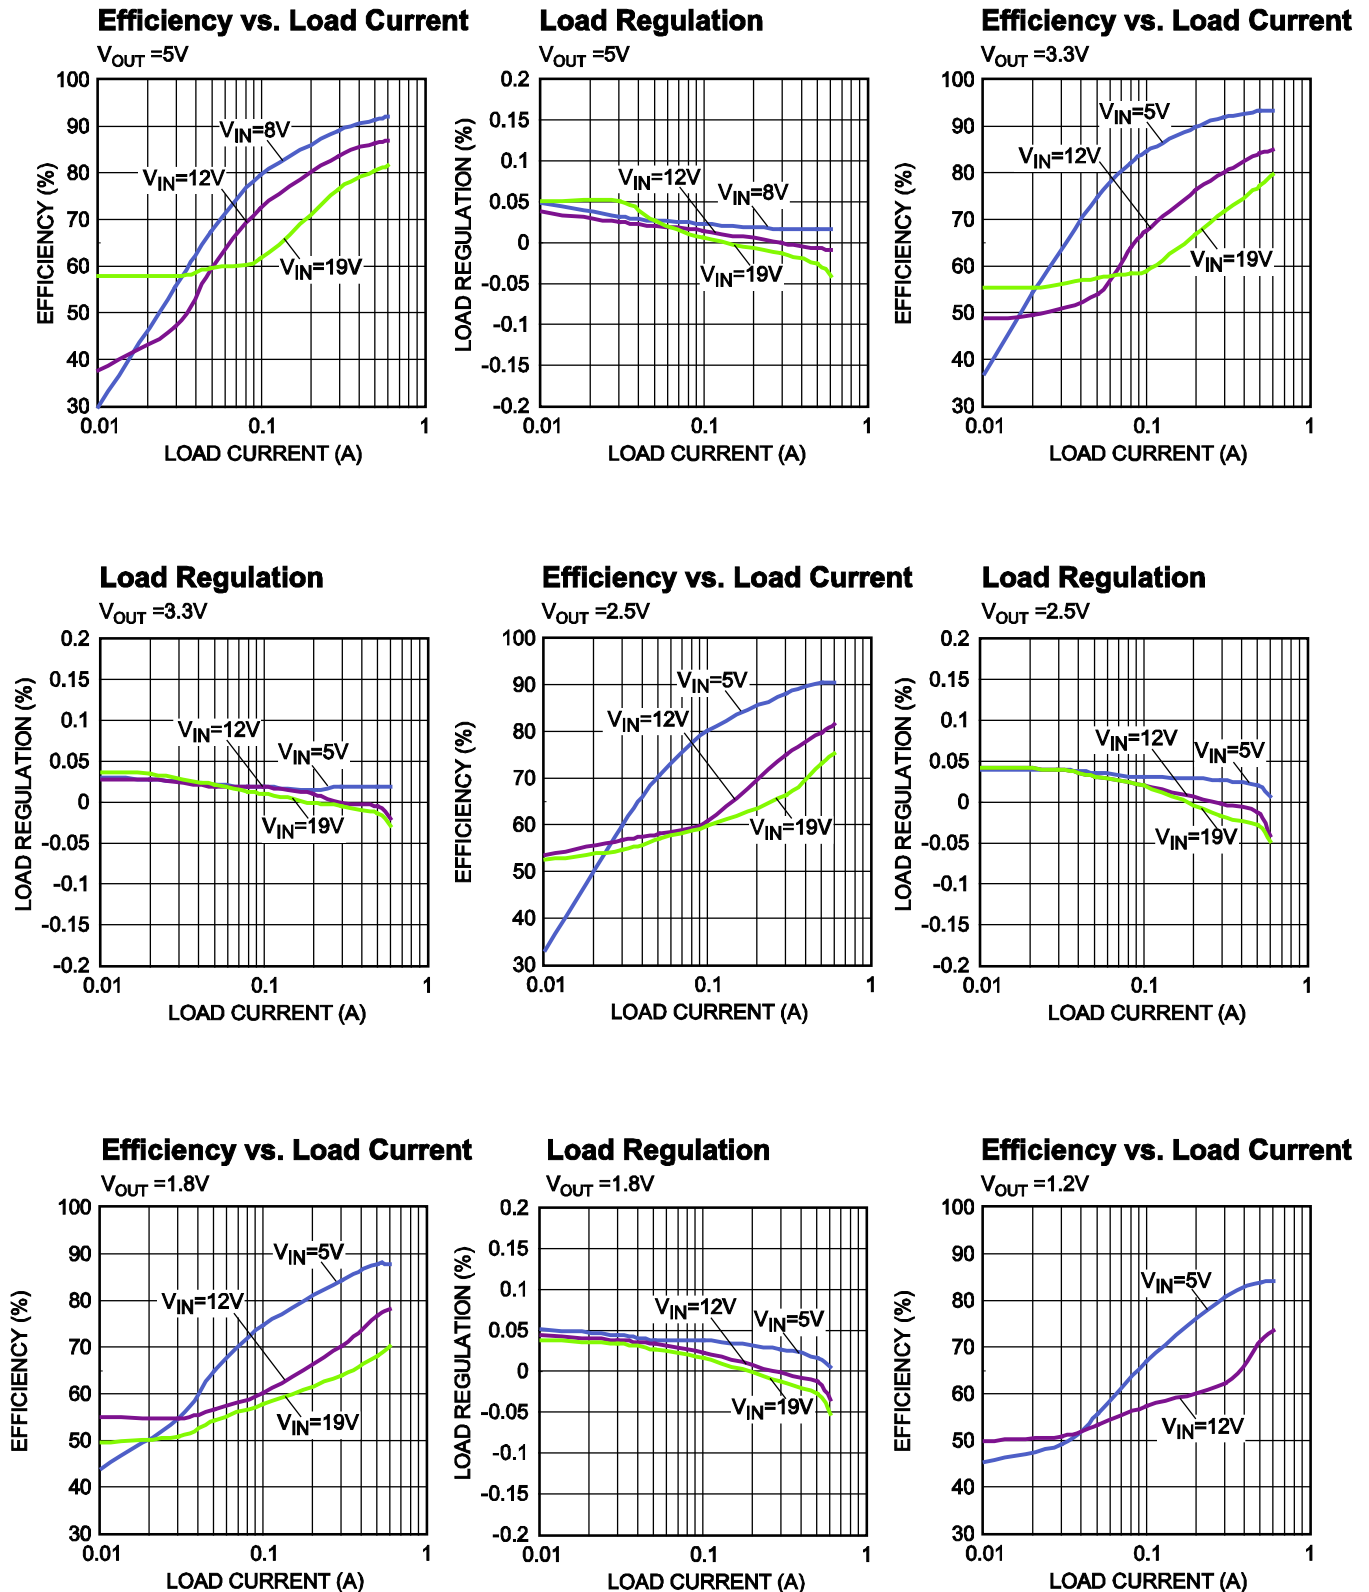 Efficiency vs. Load Current
VOUT =5V
100
90
80
70
60
50
40
30
EFFICIENCY (%)
VIN=8V
VIN=12V
VIN=19V
0.01
0.1
1
LOAD CURRENT (A)
Load Regulation
VOUT =5V
0.2
0.15
0.1
0.05
0
-0.05
-0.1
-0.15
-0.2
LOAD REGULATION (%)
VIN=12V
VIN=8V
VIN=19V
0.01
0.1
1
LOAD CURRENT (A)
Efficiency vs. Load Current
VOUT =3.3V
100
90
80
70
60
50
40
30
EFFICIENCY (%)
VIN=5V
VIN=12V
VIN=19V
0.01
0.1
1
LOAD CURRENT (A)
Load Regulation
VOUT =3.3V
0.2
0.15
0.1
0.05
0
-0.05
-0.1
-0.15
-0.2
LOAD REGULATION (%)
VIN=12V
VIN=5V
VIN=19V
0.01
0.1
1
LOAD CURRENT (A)
Efficiency vs. Load Current
VOUT =2.5V
100
90
80
70
60
50
40
30
EFFICIENCY (%)
VIN=5V
VIN=12V
VIN=19V
0.01
0.1
1
LOAD CURRENT (A)
Load Regulation
VOUT =2.5V
0.2
0.15
0.1
0.05
0
-0.05
-0.1
-0.15
-0.2
LOAD REGULATION (%)
VIN=12V
VIN=5V
VIN=19V
0.01
0.1
1
LOAD CURRENT (A)
Efficiency vs. Load Current
VOUT =1.8V
100
90
80
70
60
50
40
30
EFFICIENCY (%)
VIN=5V
VIN=12V
VIN=19V
0.01
0.1
1
LOAD CURRENT (A)
Load Regulation
VOUT =1.8V
0.2
0.15
0.1
0.05
0
-0.05
-0.1
-0.15
-0.2
LOAD REGULATION (%)
VIN=12V
VIN=5V
VIN=19V
0.01
0.1
1
LOAD CURRENT (A)
Efficiency vs. Load Current
VOUT =1.2V
100
90
80
70
60
50
40
30
EFFICIENCY (%)
VIN=5V
VIN=12V
0.01
0.1
1
LOAD CURRENT (A)